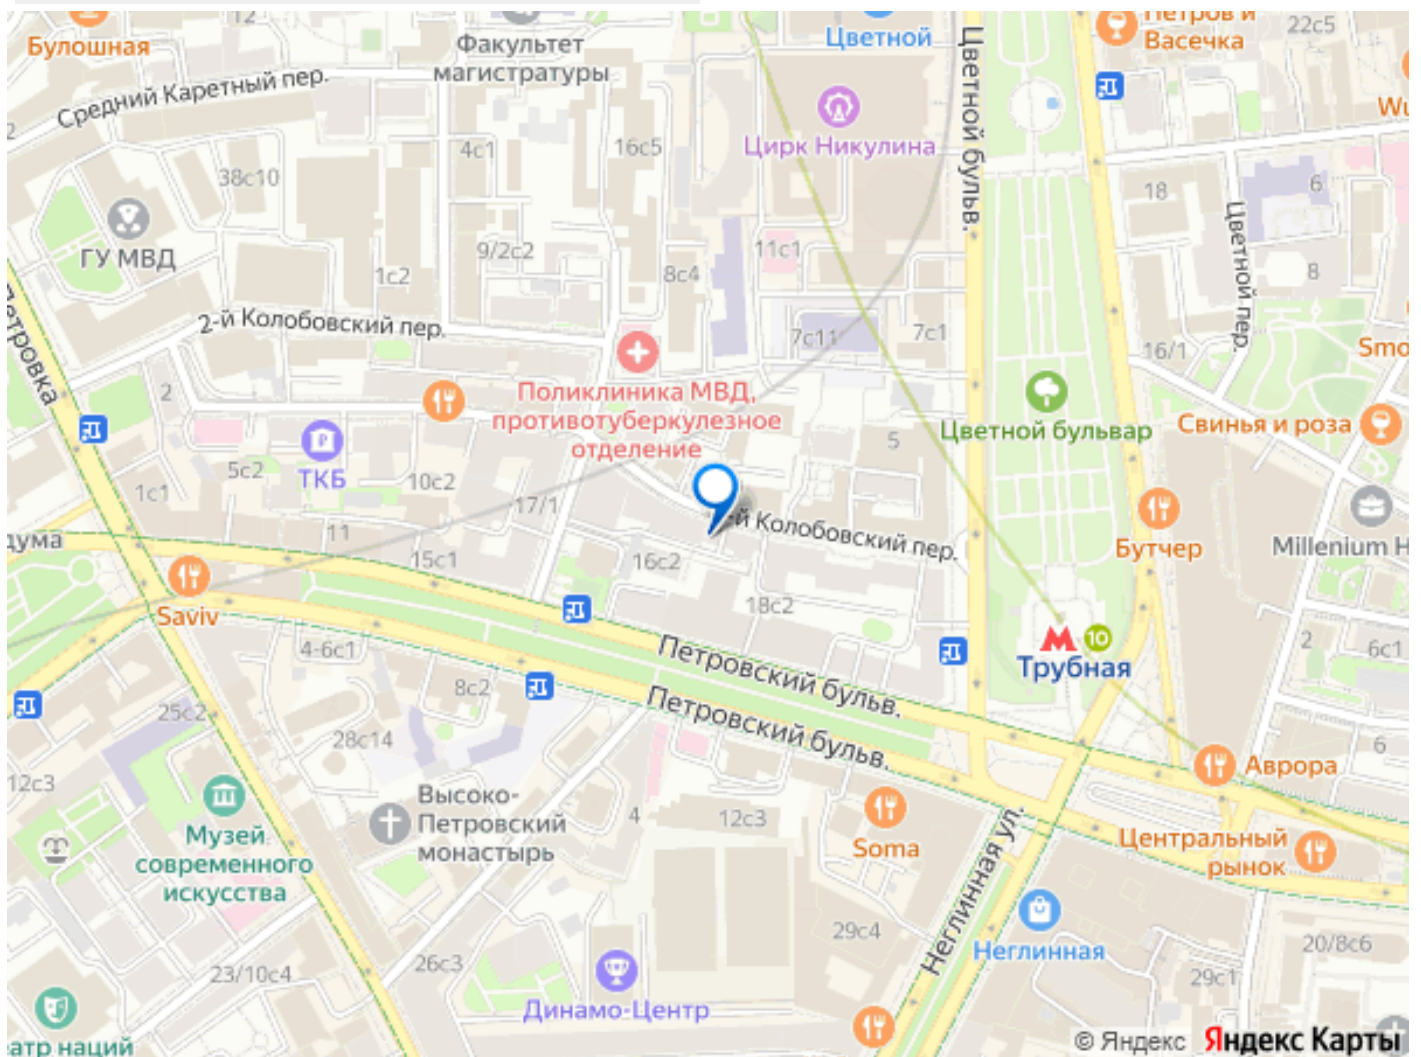 Булошная
12
Факультет
магистратуры
Цветной
Петров и
Васечка
22с5
Средний Каретный пер.
Цветной бульв.
Цирк Никулина
4с1
16с5
38с10
ГУ МВД
9/2с2
1с2
8с4
11с1
18
6
Цветной пер.
8
2-й Колобовский пер.
7с11
7с1
16/1
Петровка
2
Поликлиника МВД,
противотуберкулезное
отделение
Цветной бульвар
Свинья и роза
5
ТКБ
5с2
10с2
1с1
17/1
11
15с1
16с2
-й Колобовский пер.
Бутчер
Saviv
18с2
4-6с1
8с2
Петровский бульв.
Петровский бульв.
М
10
Трубная
2
6с1
6
25с2
28с14
12с3
Музей
современного
искусства
Высоко-
Петровский
монастырь
4
12с3
Soma
Аврора
Центральный
рынок
Неглинная ул.
29с4
Неглинная
20/8с6
29с1
23/10с4
26с3
Динамо-Центр
наций
© Яндекс Яндекс Карты